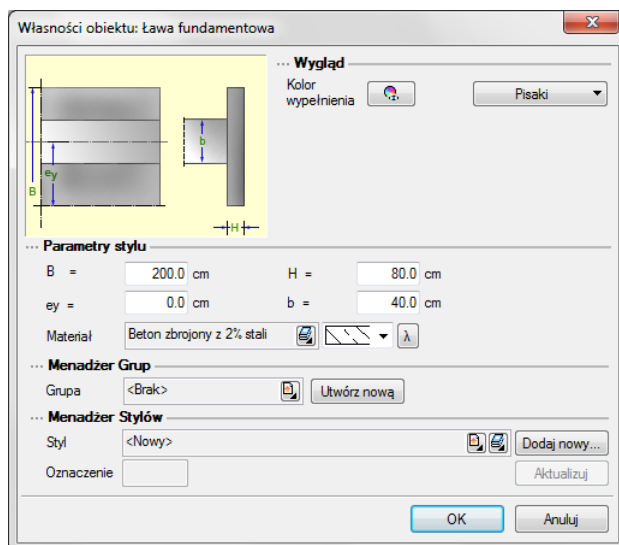 Własności obiektu: Ława fundamentowa
Wygląd
Kolor wypełnienia
Pisaki
B
ey
b
H
Parametry stylu
B = 200.0 cm H = 80.0 cm
ey = 0.0 cm b = 40.0 cm
Materiał Beton zbrojony z 2% stali λ
Menadżer Grup
Grupa <Brak> Utwórz nową
Menadżer Stylów
Styl <Nowy> Dodaj nowy...
Oznaczenie Aktualizuj
OK Anuluj